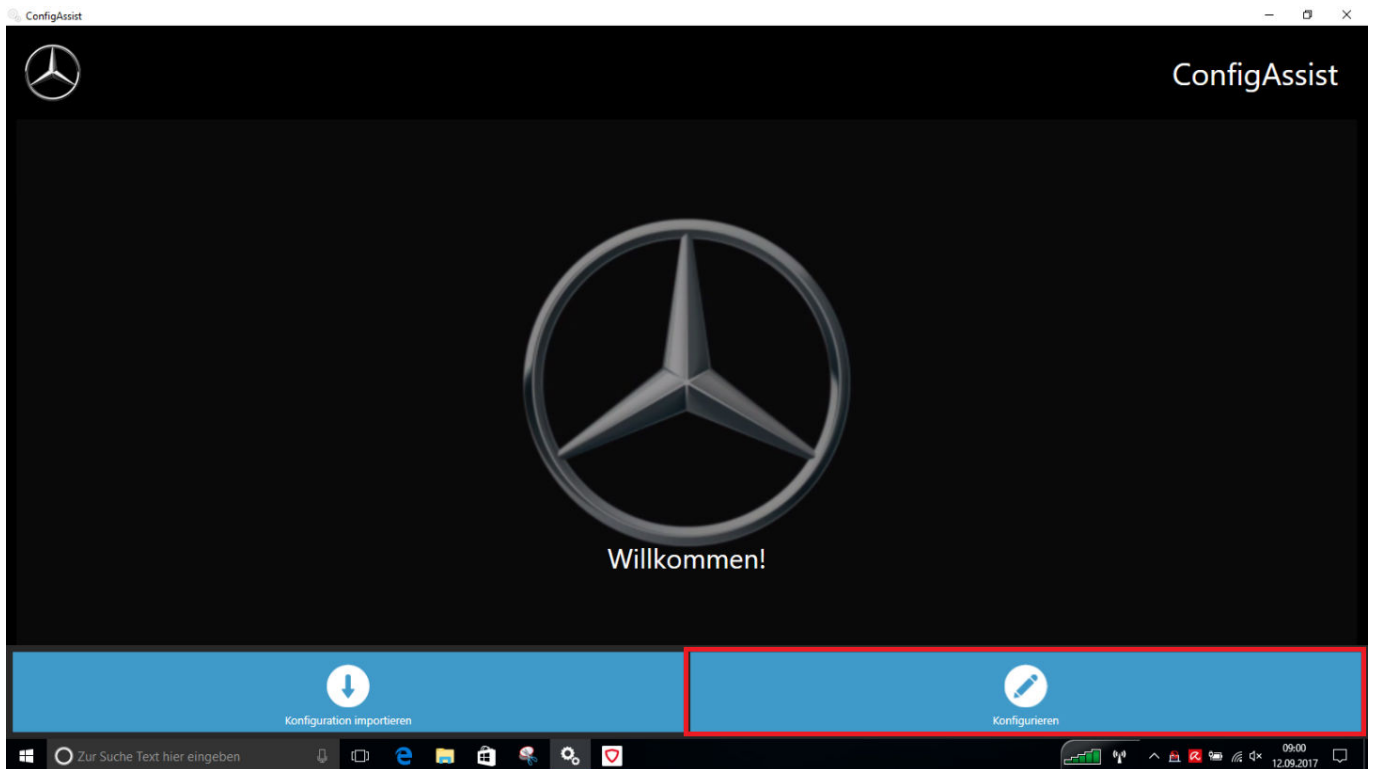 ConfigAssist
ConfigAssist
Willkommen!
Konfiguration importieren
Konfigurieren
Zur Suche Text hier eingeben
09:00
12.09.2017